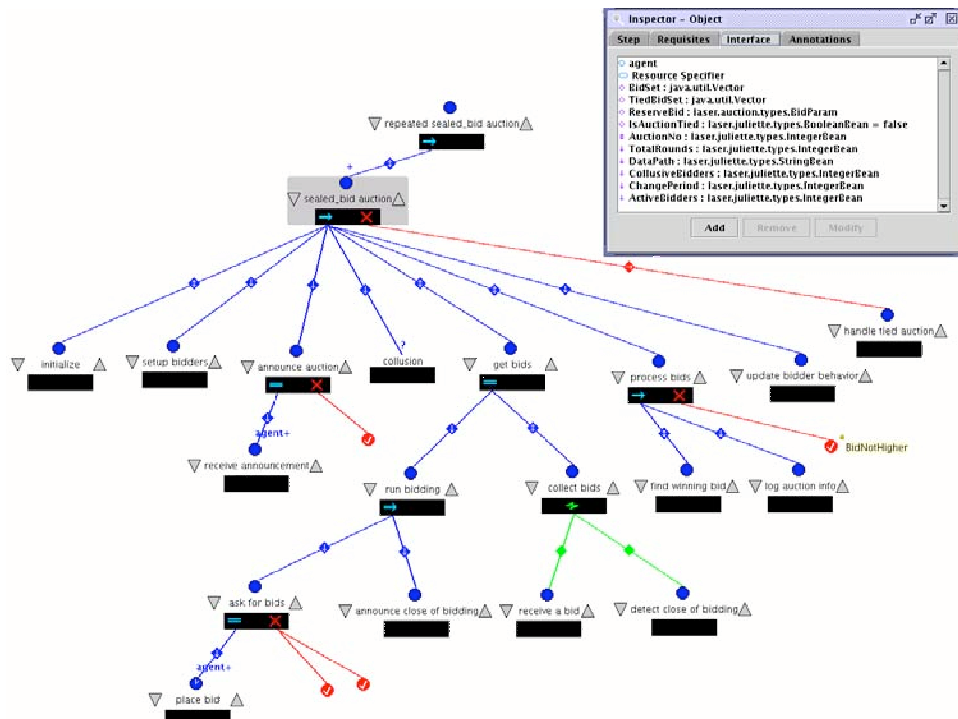 Inspector - Object
Step Requisites Interface Annotations
agent
Resource Specifier
BidSet : java.util.Vector
TiedBidSet : java.util.Vector
ReserveBid : laser.auction.types.BidParam
IsAuctionTied : laser.juliette.types.BooleanBean = false
AuctionNo : laser.juliette.types.IntegerBean
TotalRounds : laser.juliette.types.IntegerBean
DataPath : laser.juliette.types.StringBean
CollusiveBidders : laser.juliette.types.IntegerBean
ChangePeriod : laser.juliette.types.IntegerBean
ActiveBidders : laser.juliette.types.IntegerBean
Add Remove Modify
repeated sealed_bid auction
+
sealed_bid auction
handle tied auction
initialize
setup bidders
announce auction
?
collusion
get bids
process bids
update bidder behavior
agent+
receive announcement
BidNotHigher
run bidding
collect bids
find winning bid
log auction info
ask for bids
announce close of bidding
receive a bid
detect close of bidding
agent+
place bid